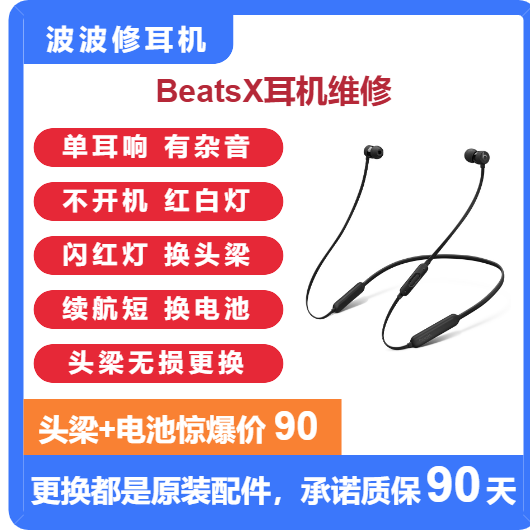 波波修耳机
BeatsX耳机维修
单耳响 有杂音
不开机 红白灯
闪红灯 换头梁
续航短 换电池
头梁无损更换
头梁+电池惊爆价 90
更换都是原装配件，承诺质保 90 天